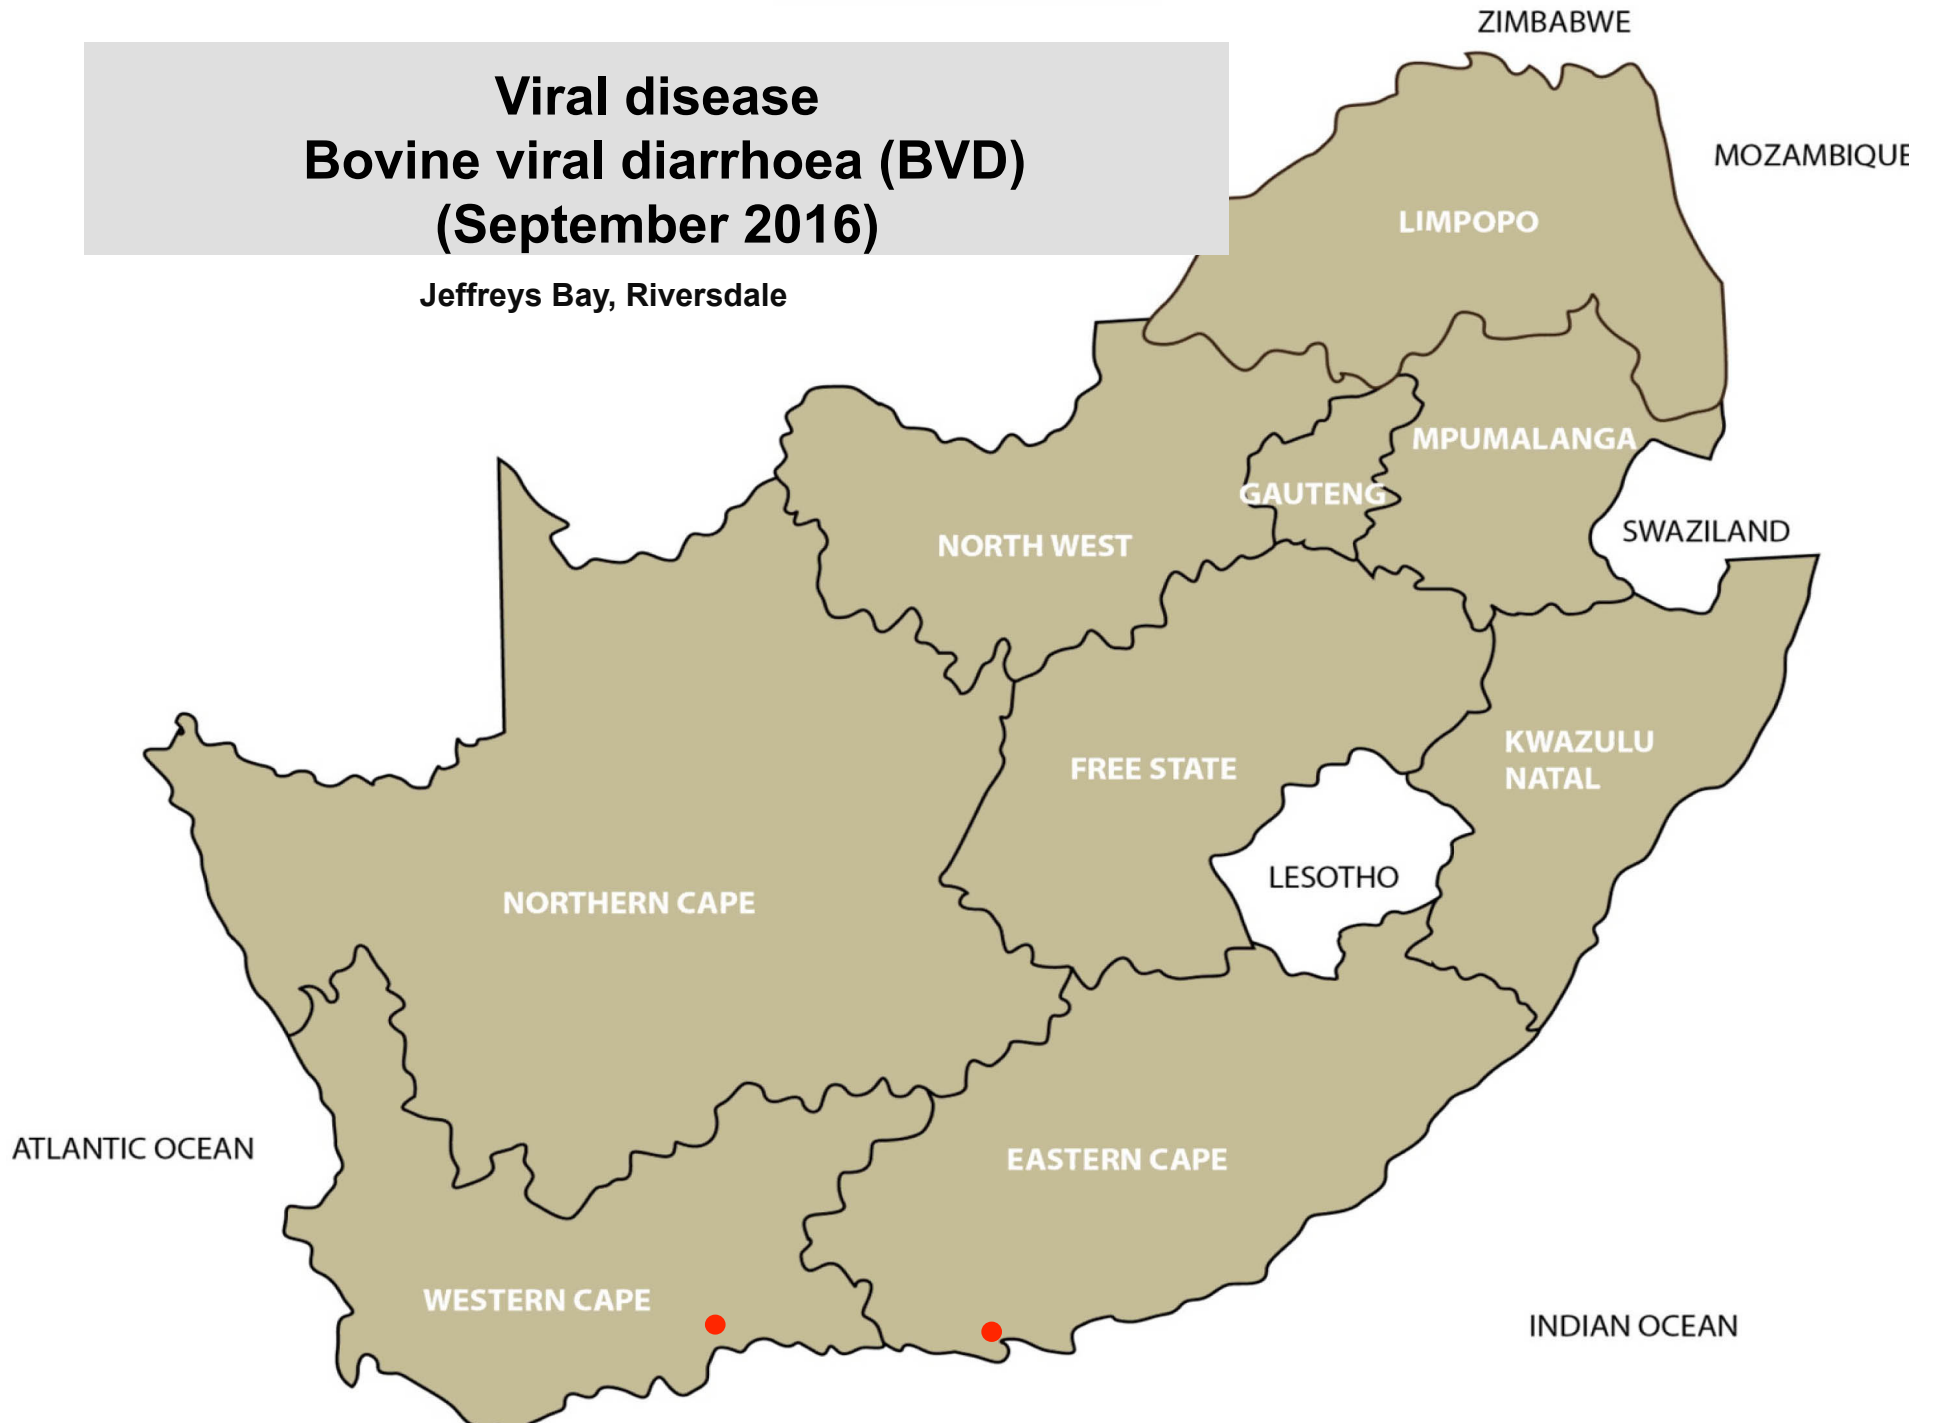 ZIMBABWE
Viral disease
Bovine viral diarrhoea (BVD)
(September 2016)
MOZAMBIQUE
LIMPOPO
Jeffreys Bay, Riversdale
MPUMALANGA
GAUTENG
SWAZILAND
NORTH WEST
KWAZULU
NATAL
FREE STATE
LESOTHO
NORTHERN CAPE
ATLANTIC OCEAN
EASTERN CAPE
WESTERN CAPE
INDIAN OCEAN